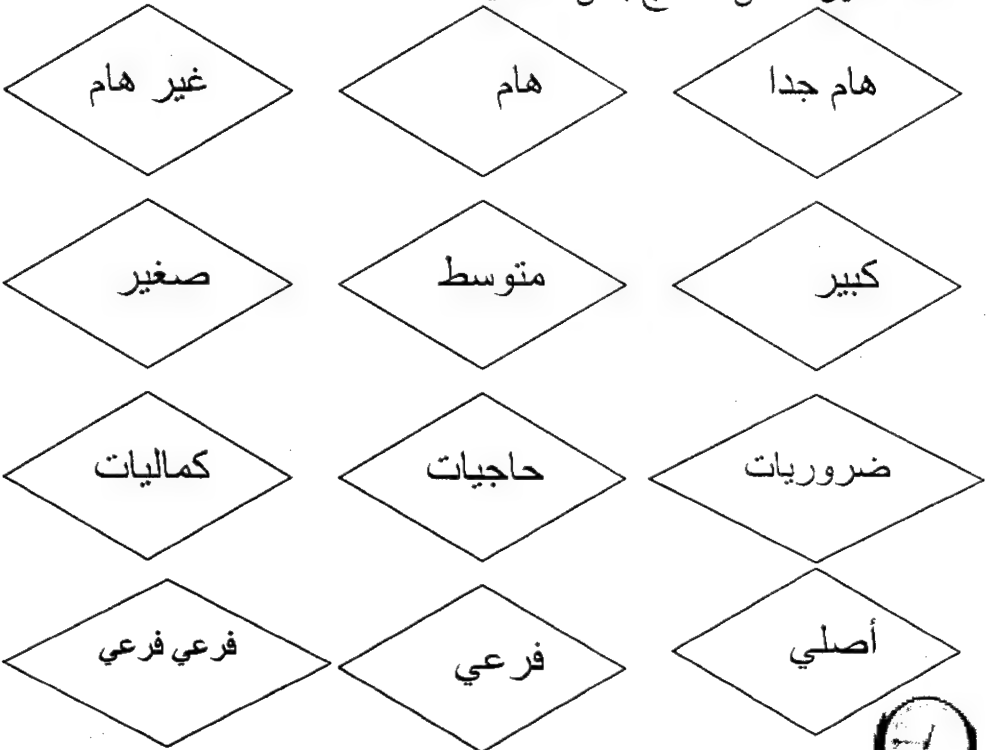 هام جدا هام غير هام
كبير متوسط صغير
ضروريات حاجيات كماليات
أصلي فرعي فرعي فرعي